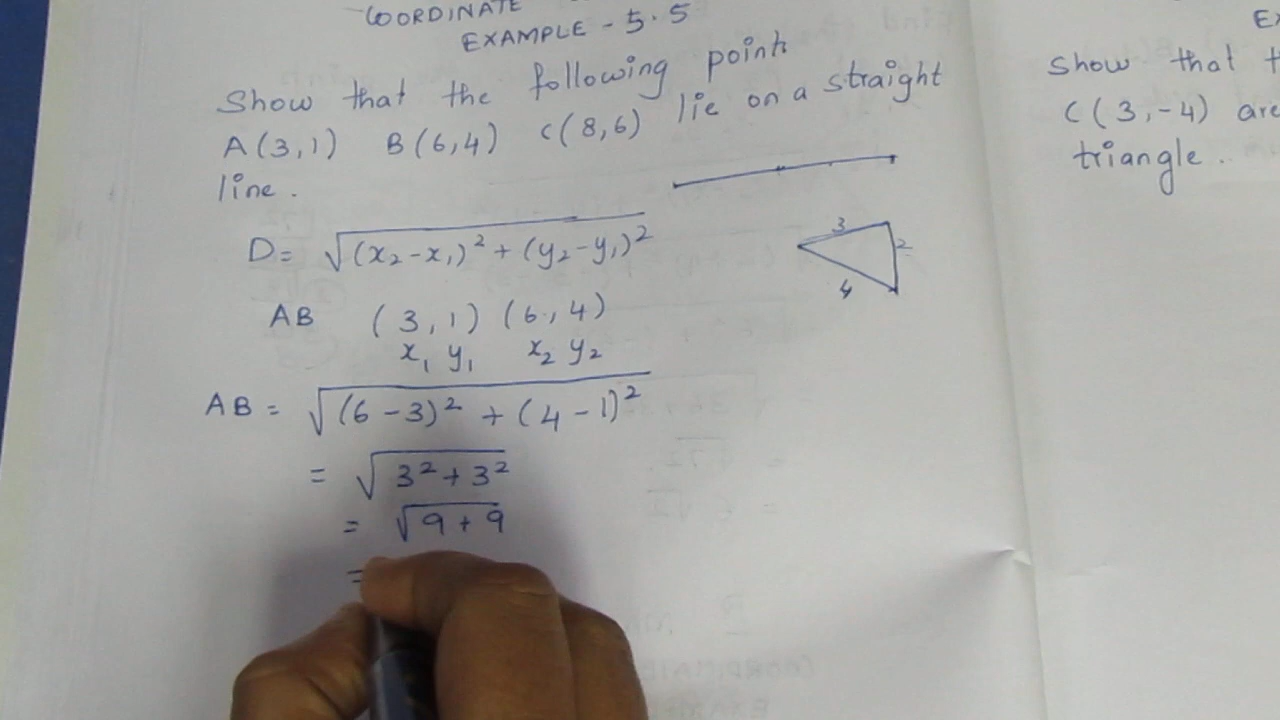 COORDINATE
EXAMPLE - 5.5
Show that the following point
A(3,1) B(6,4) C(8,6) lie on a straight
line.
D= √(x₂-x₁)² + (y₂-y₁)²
3
2
4
AB (3,1) (6,4)
x₁ y₁ x₂ y₂
AB = √(6-3)² + (4-1)²
= √3² + 3²
= √9 + 9
=
Show that
C(3,-4) are
triangle.